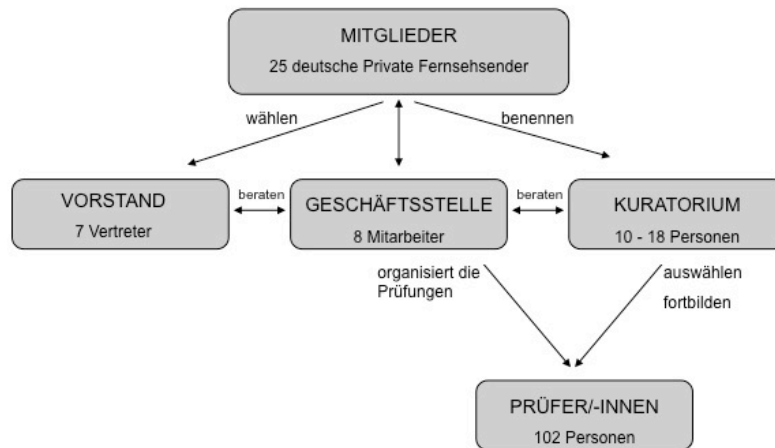 MITGLIEDER
25 deutsche Private Fernsehsender
wählen
benennen
VORSTAND
7 Vertreter
beraten
GESCHÄFTSSTELLE
8 Mitarbeiter
beraten
KURATORIUM
10 - 18 Personen
organisiert die
Prüfungen
auswählen
fortbilden
PRÜFER/-INNEN
102 Personen